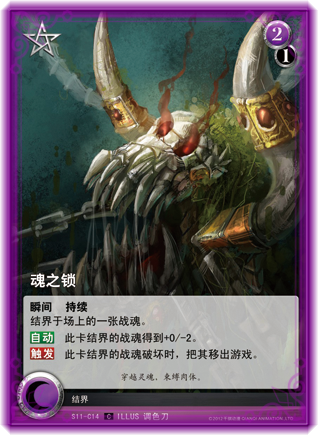 2
1
魂之锁
瞬间 持续
结界于场上的一张战魂。
自动 此卡结界的战魂得到+0/-2。
触发 此卡结界的战魂破坏时，把其移出游戏。
穿越灵魂，束缚肉体。
结界
S11-C14 C ILLUS 调色刀